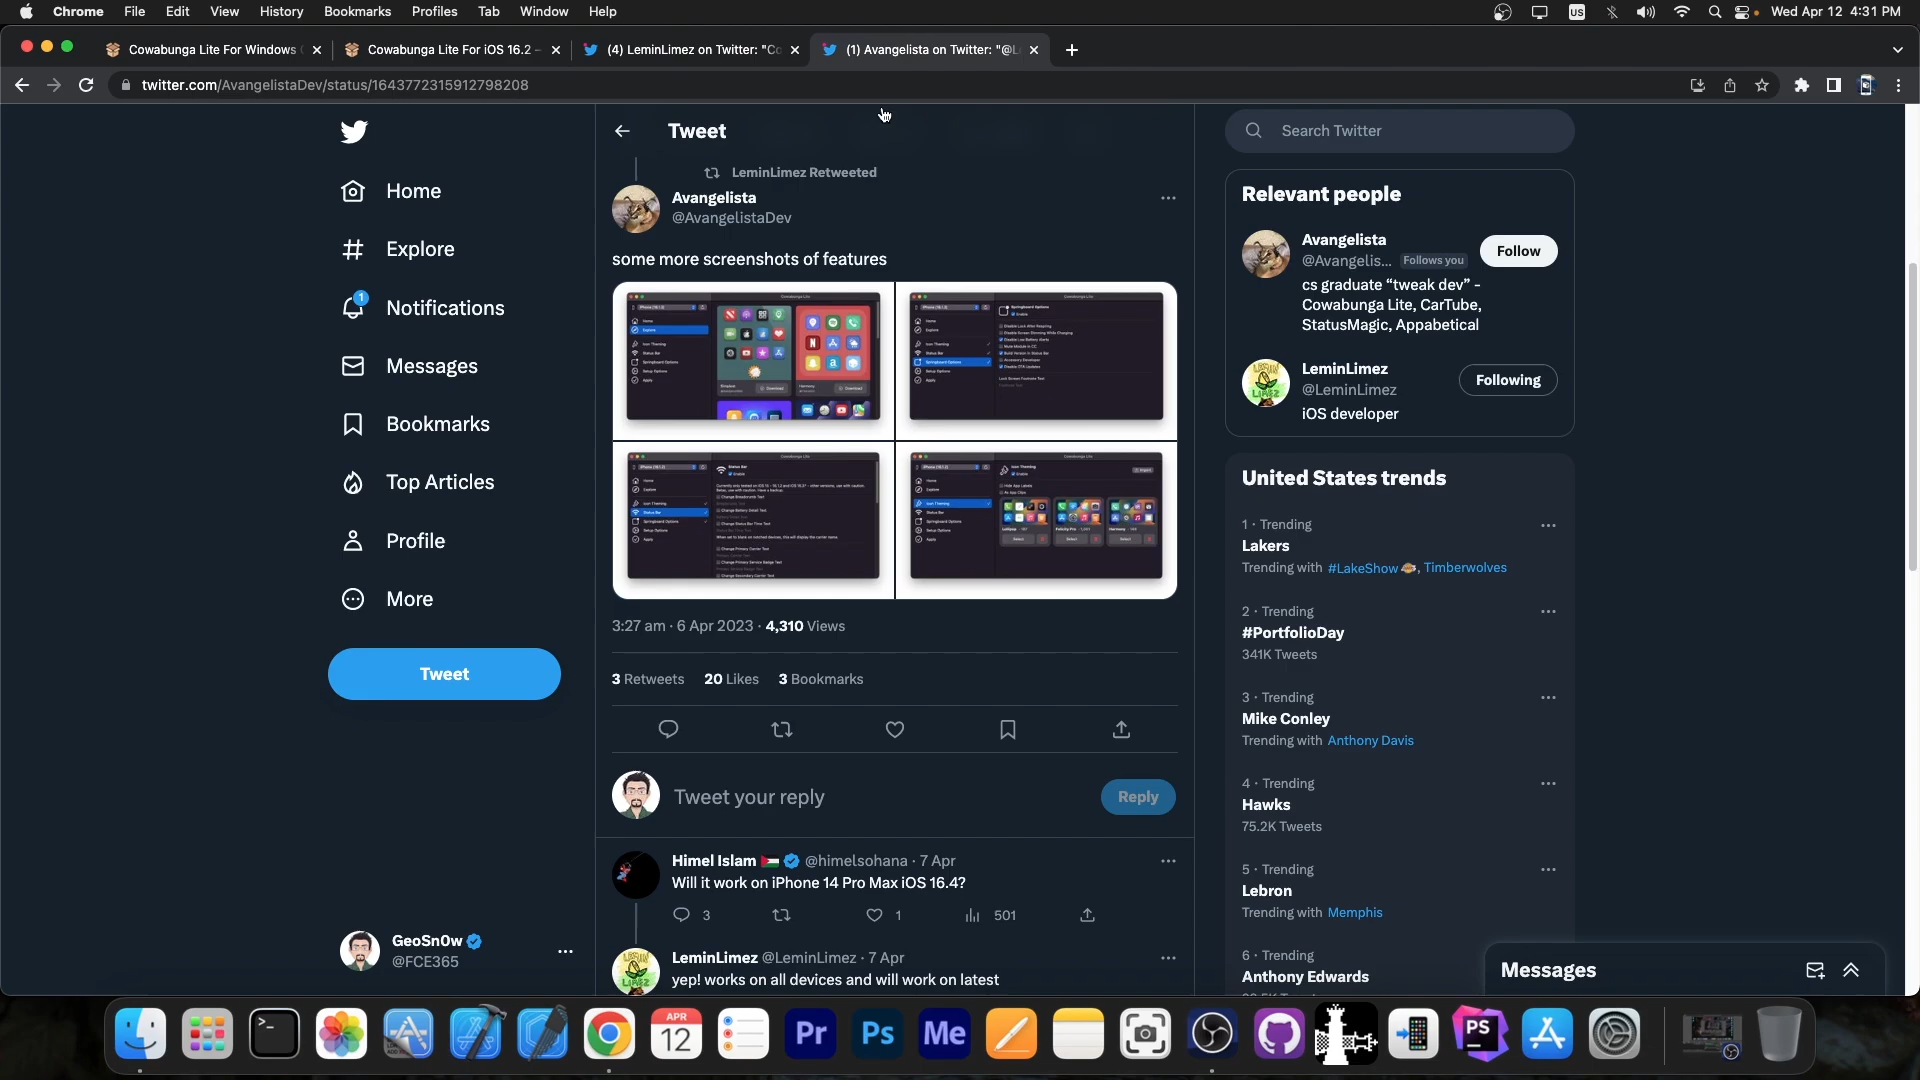 Chrome File Edit View History Bookmarks Profiles Tab Window Help US Wed Apr 12 4:31 PM
Cowabunga Lite For Windows Cowabunga Lite For iOS 16.2 - (4) LeminLimez on Twitter: "Co (1) Avangelista on Twitter: "@L
twitter.com/AvangelistaDev/status/1643772315912798208
Home
Explore
1
Notifications
Messages
Bookmarks
Top Articles
Profile
More
Tweet
GeoSn0w
@FCE365
Tweet
LeminLimez Retweeted
Avangelista
@AvangelistaDev
some more screenshots of features
3:27 am · 6 Apr 2023 · 4,310 Views
3 Retweets 20 Likes 3 Bookmarks
Tweet your reply
Reply
Himel Islam @himelsohana · 7 Apr
Will it work on iPhone 14 Pro Max iOS 16.4?
3 1 501
LeminLimez @LeminLimez · 7 Apr
yep! works on all devices and will work on latest
Search Twitter
Relevant people
Avangelista
@Avangelis... Follows you
Follow
cs graduate “tweak dev” -
Cowabunga Lite, CarTube,
StatusMagic, Appabetical
LeminLimez
@LeminLimez
Following
iOS developer
United States trends
1 · Trending
Lakers
Trending with #LakeShow, Timberwolves
2 · Trending
#PortfolioDay
341K Tweets
3 · Trending
Mike Conley
Trending with Anthony Davis
4 · Trending
Hawks
75.2K Tweets
5 · Trending
Lebron
Trending with Memphis
6 · Trending
Anthony Edwards
Messages
APR
12
Pr Ps Me PS